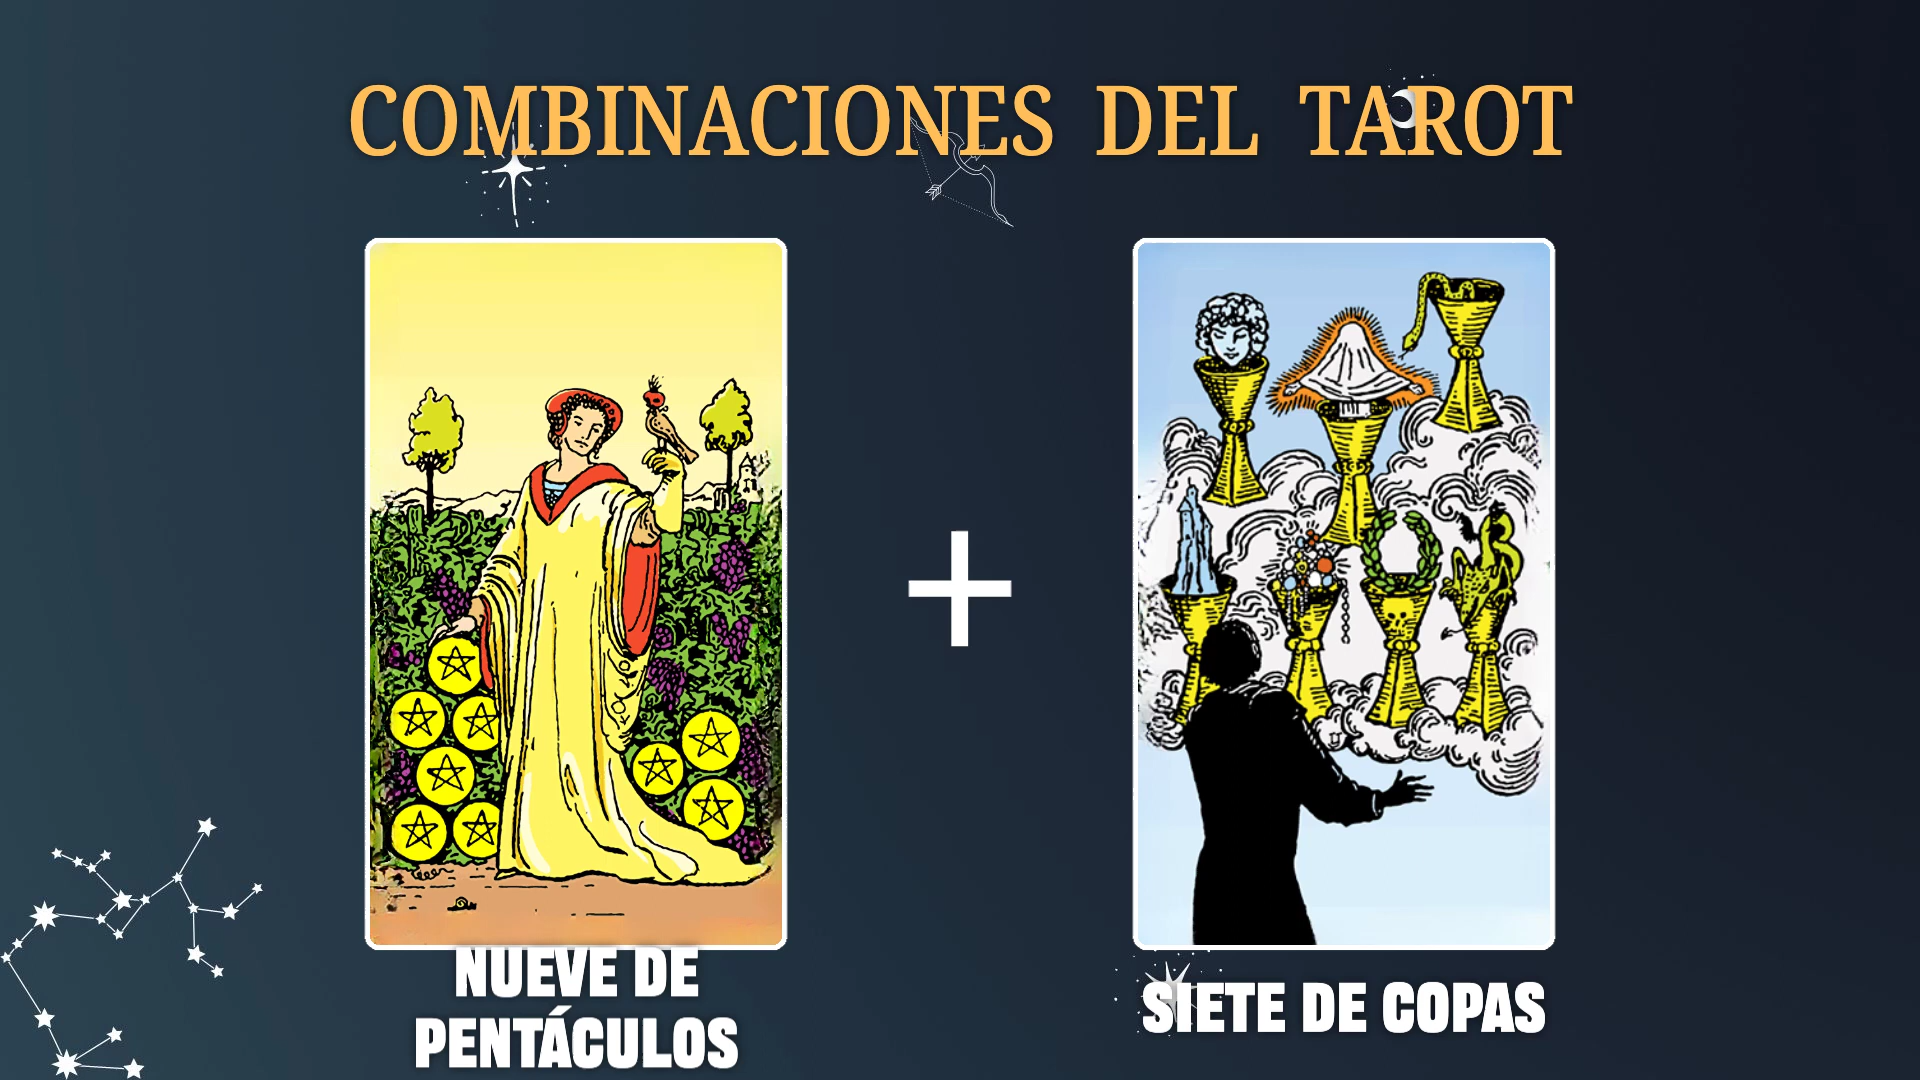 COMBINACIONES DEL TAROT
NUEVE DE
PENTÁCULOS
SIETE DE COPAS